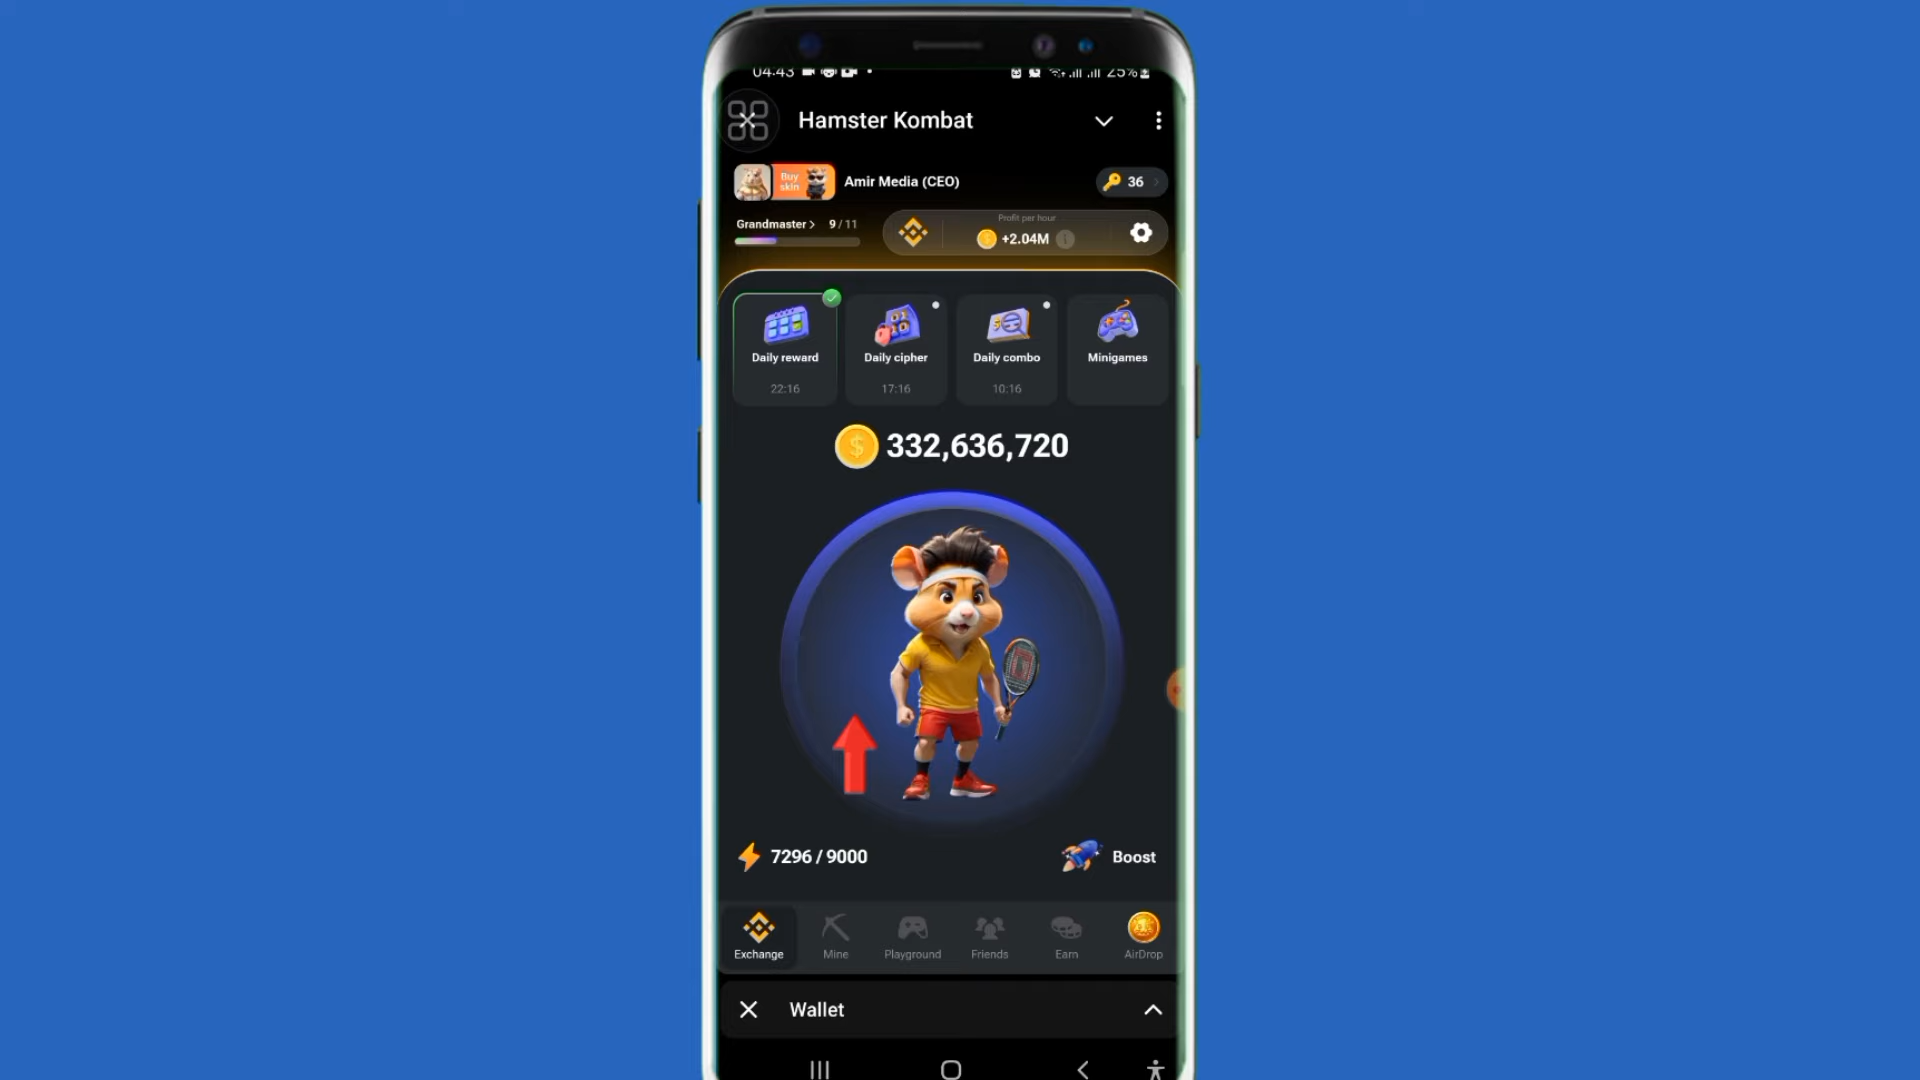 04:43
25%
Hamster Kombat
Buy
skin
Amir Media (CEO)
36
Grandmaster
9 / 11
Profit per hour
+2.04M
Daily reward
22:16
Daily cipher
17:16
Daily combo
10:16
Minigames
332,636,720
7296 / 9000
Boost
Exchange
Mine
Playground
Friends
Earn
AirDrop
Wallet